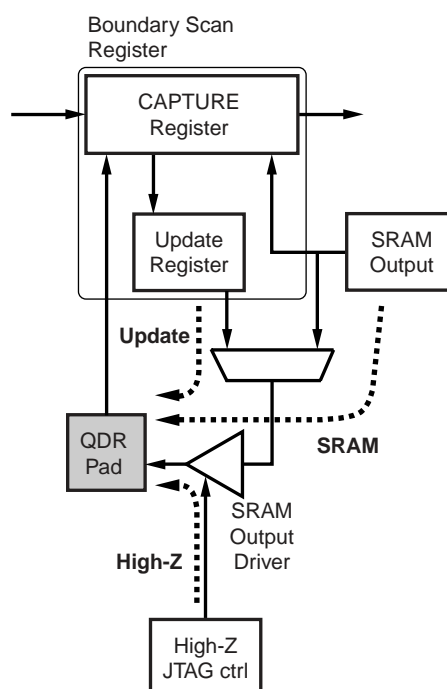 Boundary Scan
Register
CAPTURE
Register
Update
Register
SRAM
Output
Update
SRAM
QDR
Pad
SRAM
Output
Driver
High-Z
High-Z
JTAG ctrl